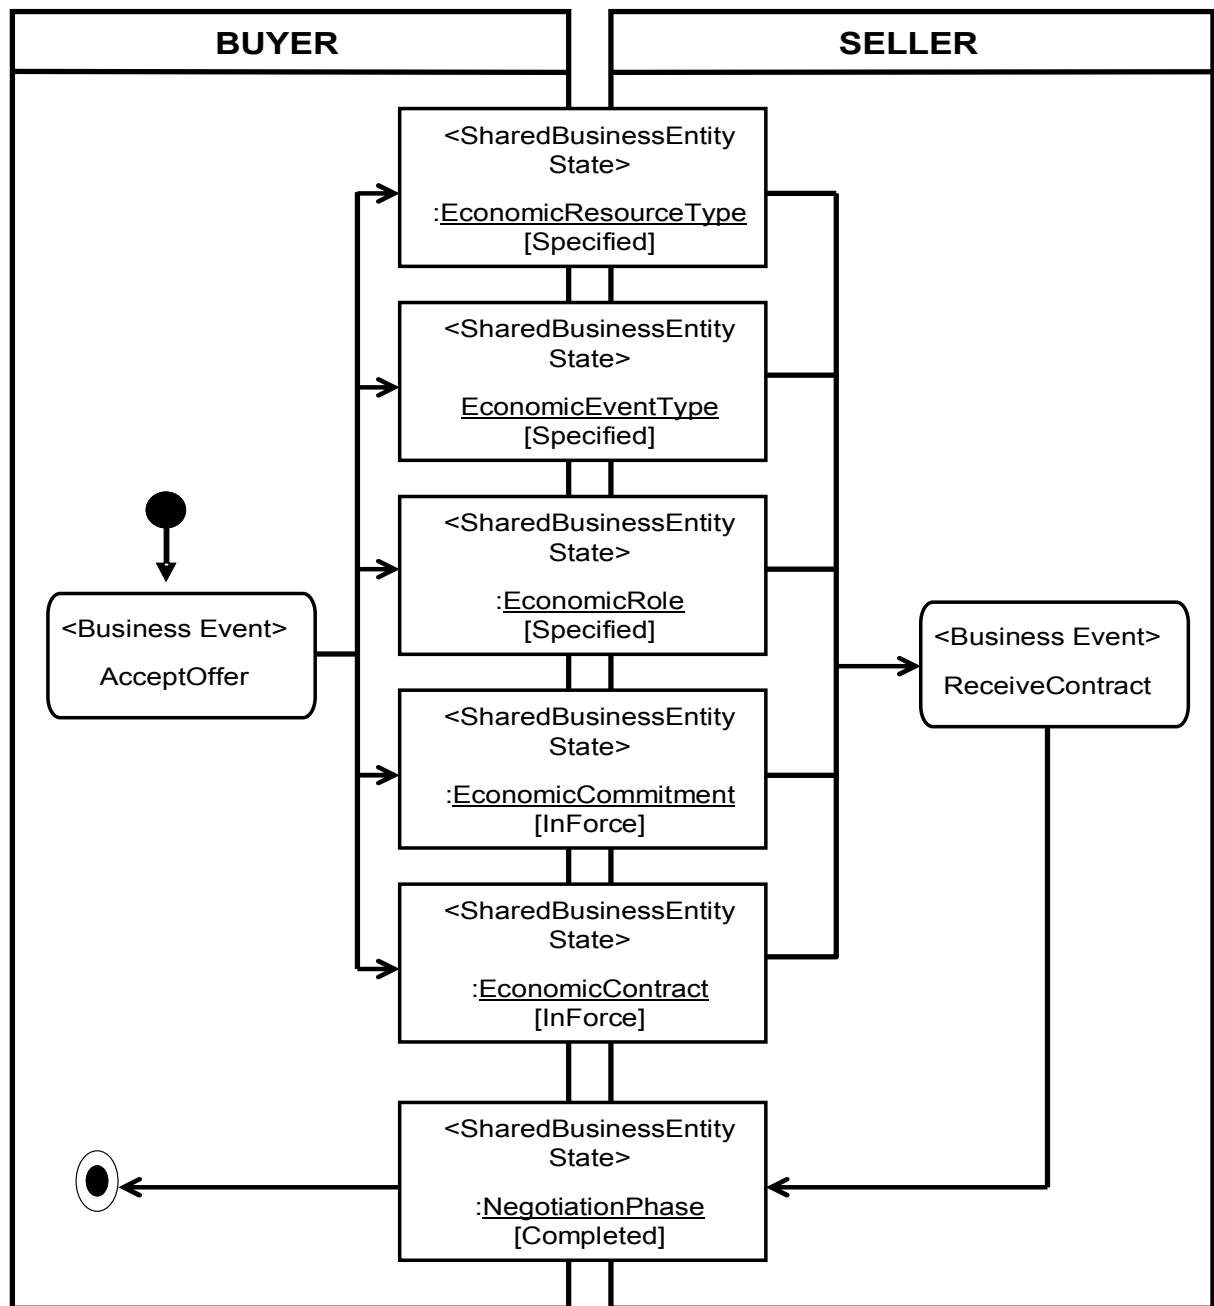 BUYER
SELLER
<SharedBusinessEntity
State>
:EconomicResourceType
[Specified]
<SharedBusinessEntity
State>
EconomicEventType
[Specified]
<SharedBusinessEntity
State>
:EconomicRole
[Specified]
<Business Event>
AcceptOffer
<Business Event>
ReceiveContract
<SharedBusinessEntity
State>
:EconomicCommitment
[InForce]
<SharedBusinessEntity
State>
:EconomicContract
[InForce]
<SharedBusinessEntity
State>
:NegotiationPhase
[Completed]